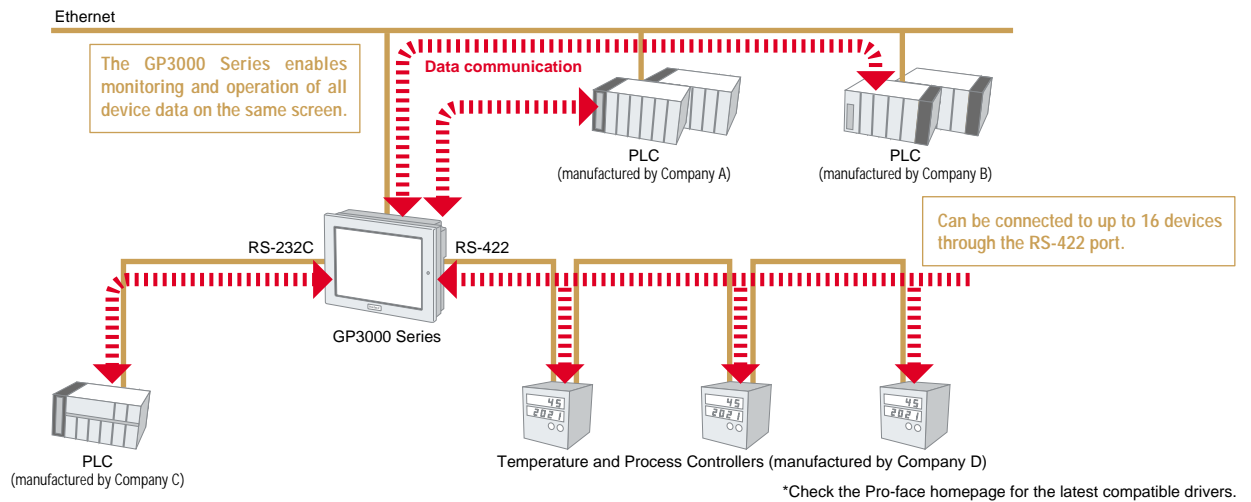 Ethernet
The GP3000 Series enables
monitoring and operation of all
device data on the same screen.
Data communication
PLC
(manufactured by Company A)
PLC
(manufactured by Company B)
Can be connected to up to 16 devices
through the RS-422 port.
RS-232C
RS-422
GP3000 Series
45
2021
45
2021
45
2021
PLC
(manufactured by Company C)
Temperature and Process Controllers (manufactured by Company D)
*Check the Pro-face homepage for the latest compatible drivers.